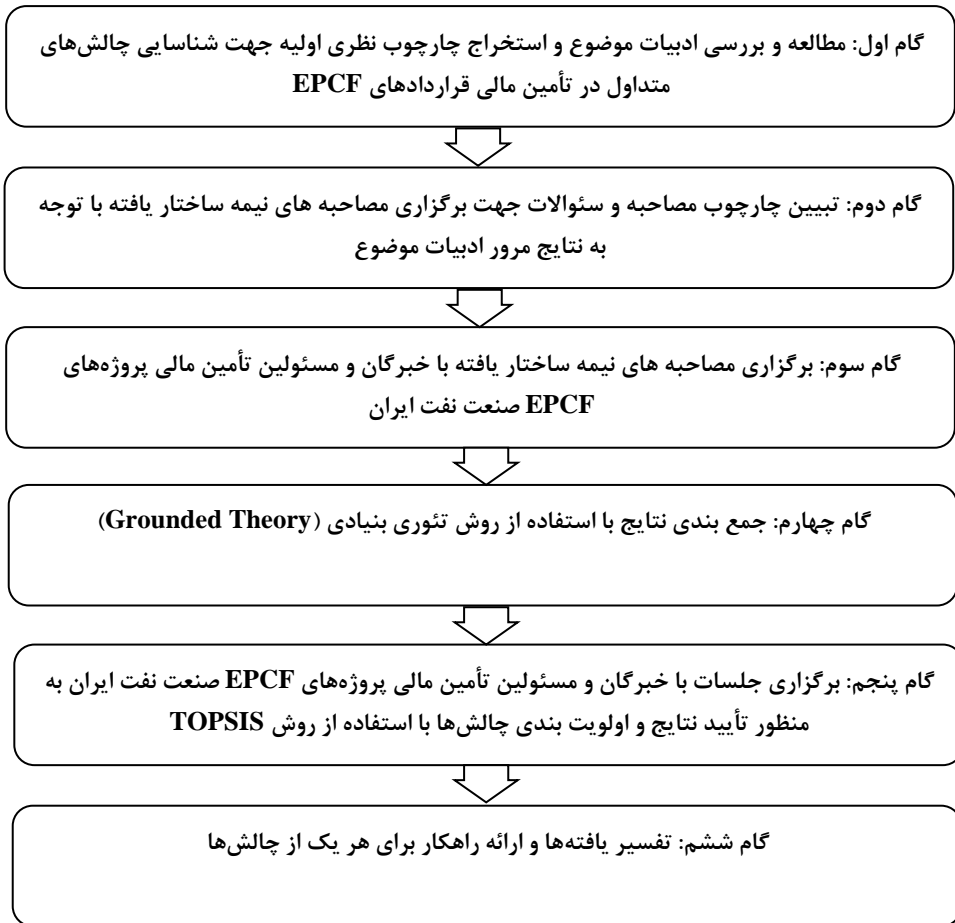 گام اول: مطالعه و بررسی ادبیات موضوع و استخراج چارچوب نظری اولیه جهت شناسایی چالش‌های
متداول در تأمین مالی قراردادهای EPCF
گام دوم: تبیین چارچوب مصاحبه و سئوالات جهت برگزاری مصاحبه های نیمه ساختار یافته با توجه
به نتایج مرور ادبیات موضوع
گام سوم: برگزاری مصاحبه های نیمه ساختار یافته با خبرگان و مسئولین تأمین مالی پروژه‌های
EPCF صنعت نفت ایران
گام چهارم: جمع بندی نتایج با استفاده از روش تئوری بنیادی (Grounded Theory)
گام پنجم: برگزاری جلسات با خبرگان و مسئولین تأمین مالی پروژه‌های EPCF صنعت نفت ایران به
منظور تأیید نتایج و اولویت بندی چالش‌ها با استفاده از روش TOPSIS
گام ششم: تفسیر یافته‌ها و ارائه راهکار برای هر یک از چالش‌ها